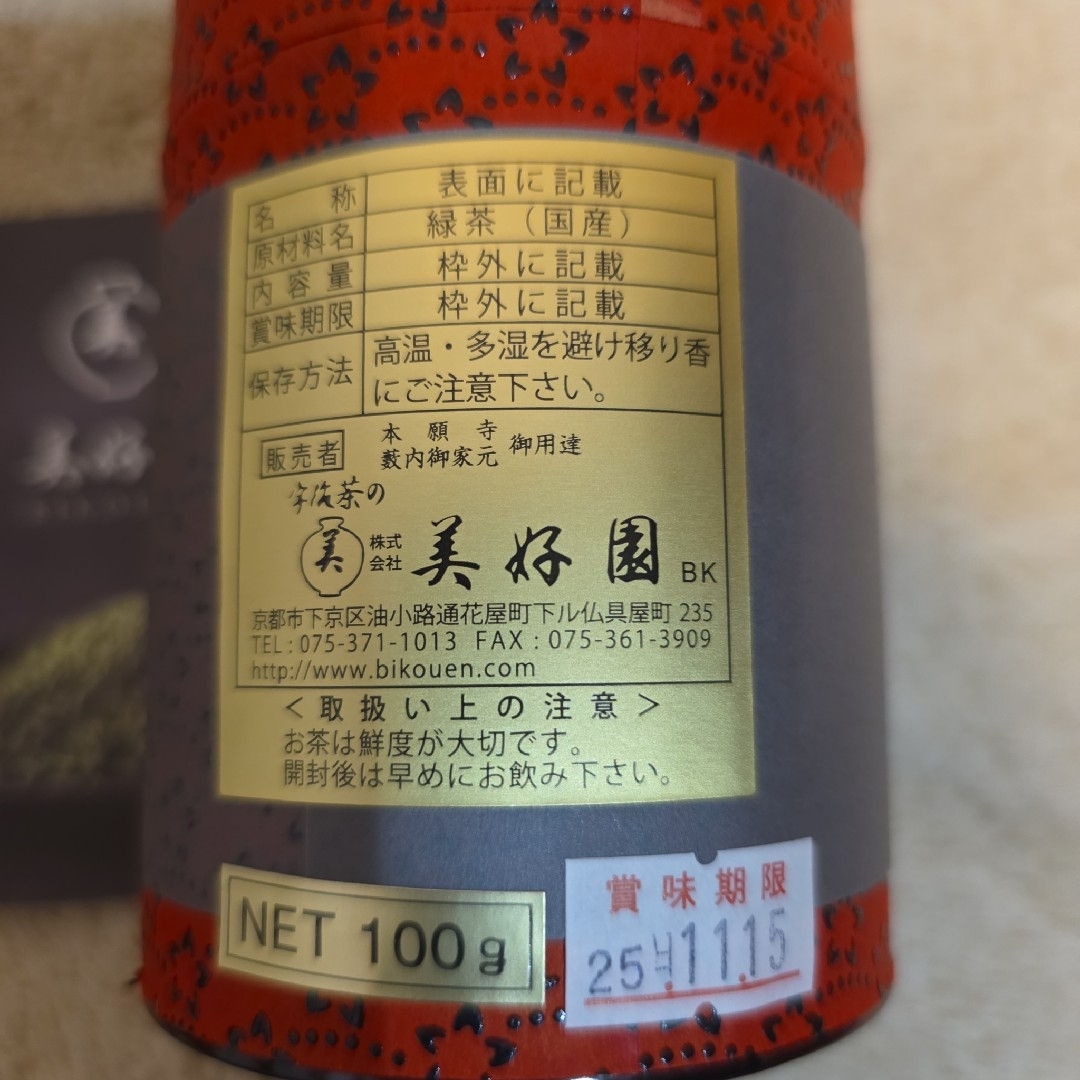 名称 表面に記載
原材料名 緑茶（国産）
内容量 枠外に記載
賞味期限 枠外に記載
保存方法 高温・多湿を避け移り香
にご注意下さい。
販売者 本願寺
藪内御家元 御用達
宇治茶の
美 株式会社 美好園 BK
京都市下京区油小路通花屋町下ル仏具屋町 235
TEL : 075-371-1013 FAX : 075-361-3909
http://www.bikouen.com
＜取扱い上の注意＞
お茶は鮮度が大切です。
開封後は早めにお飲み下さい。
NET 100g
賞味期限
25.11.15
美
美好